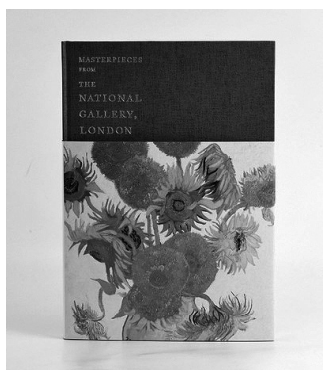 MASTERPIECES
FROM
THE
NATIONAL
GALLERY,
LONDON